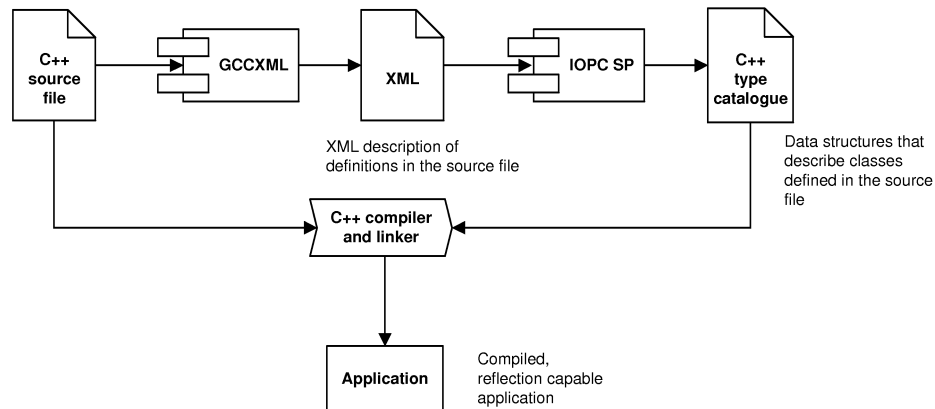 C++
source
file
GCCXML
XML
IOPC SP
C++
type
catalogue
XML description of
definitions in the source file
Data structures that
describe classes
defined in the source
file
C++ compiler
and linker
Application
Compiled,
reflection capable
application